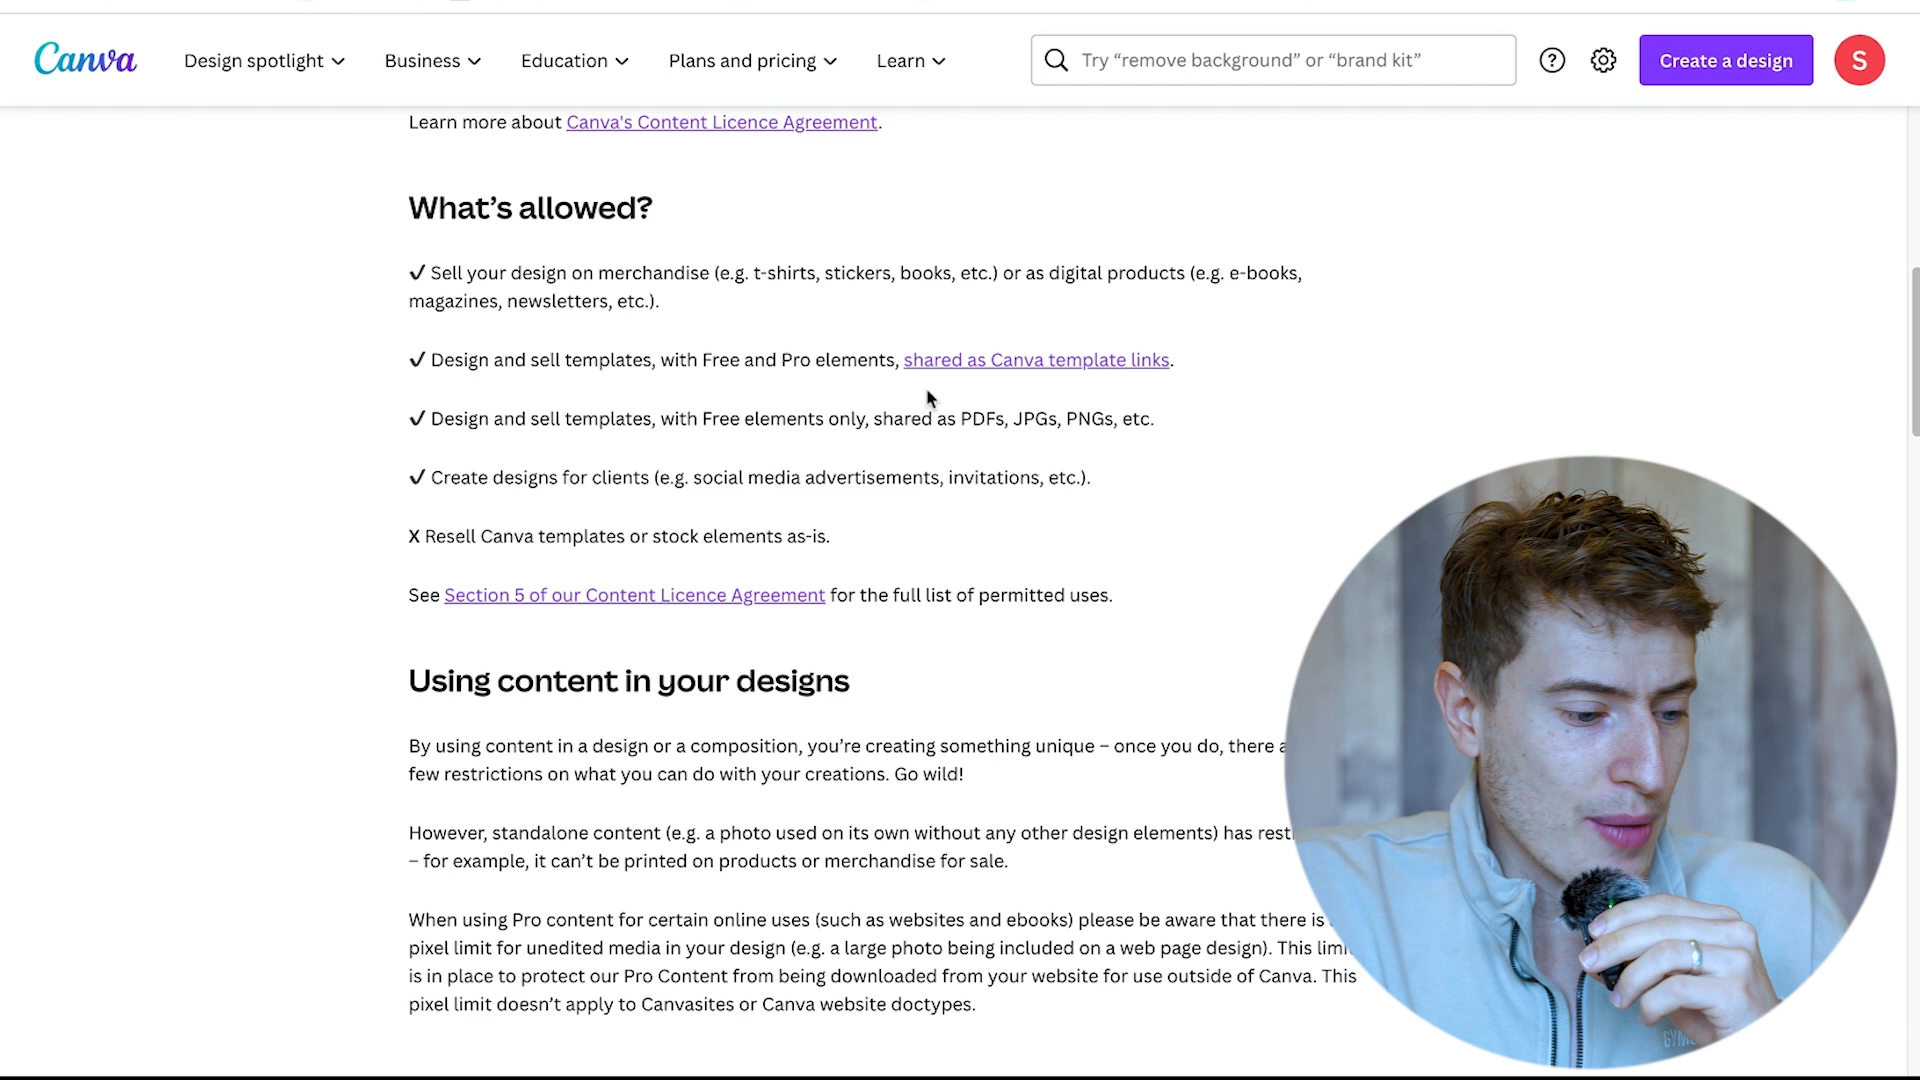 Canva
Design spotlight
Business
Education
Plans and pricing
Learn
Try “remove background” or “brand kit”
?
Create a design
S
Learn more about Canva's Content Licence Agreement.
What’s allowed?
✓ Sell your design on merchandise (e.g. t-shirts, stickers, books, etc.) or as digital products (e.g. e-books,
magazines, newsletters, etc.).
✓ Design and sell templates, with Free and Pro elements, shared as Canva template links.
✓ Design and sell templates, with Free elements only, shared as PDFs, JPGs, PNGs, etc.
✓ Create designs for clients (e.g. social media advertisements, invitations, etc.).
X Resell Canva templates or stock elements as-is.
See Section 5 of our Content Licence Agreement for the full list of permitted uses.
Using content in your designs
By using content in a design or a composition, you’re creating something unique – once you do, there
few restrictions on what you can do with your creations. Go wild!
However, standalone content (e.g. a photo used on its own without any other design elements) has
– for example, it can’t be printed on products or merchandise for sale.
When using Pro content for certain online uses (such as websites and ebooks) please be aware that there is
pixel limit for unedited media in your design (e.g. a large photo being included on a web page design). This
is in place to protect our Pro Content from being downloaded from your website for use outside of Canva. This
pixel limit doesn’t apply to Canvasites or Canva website doctypes.